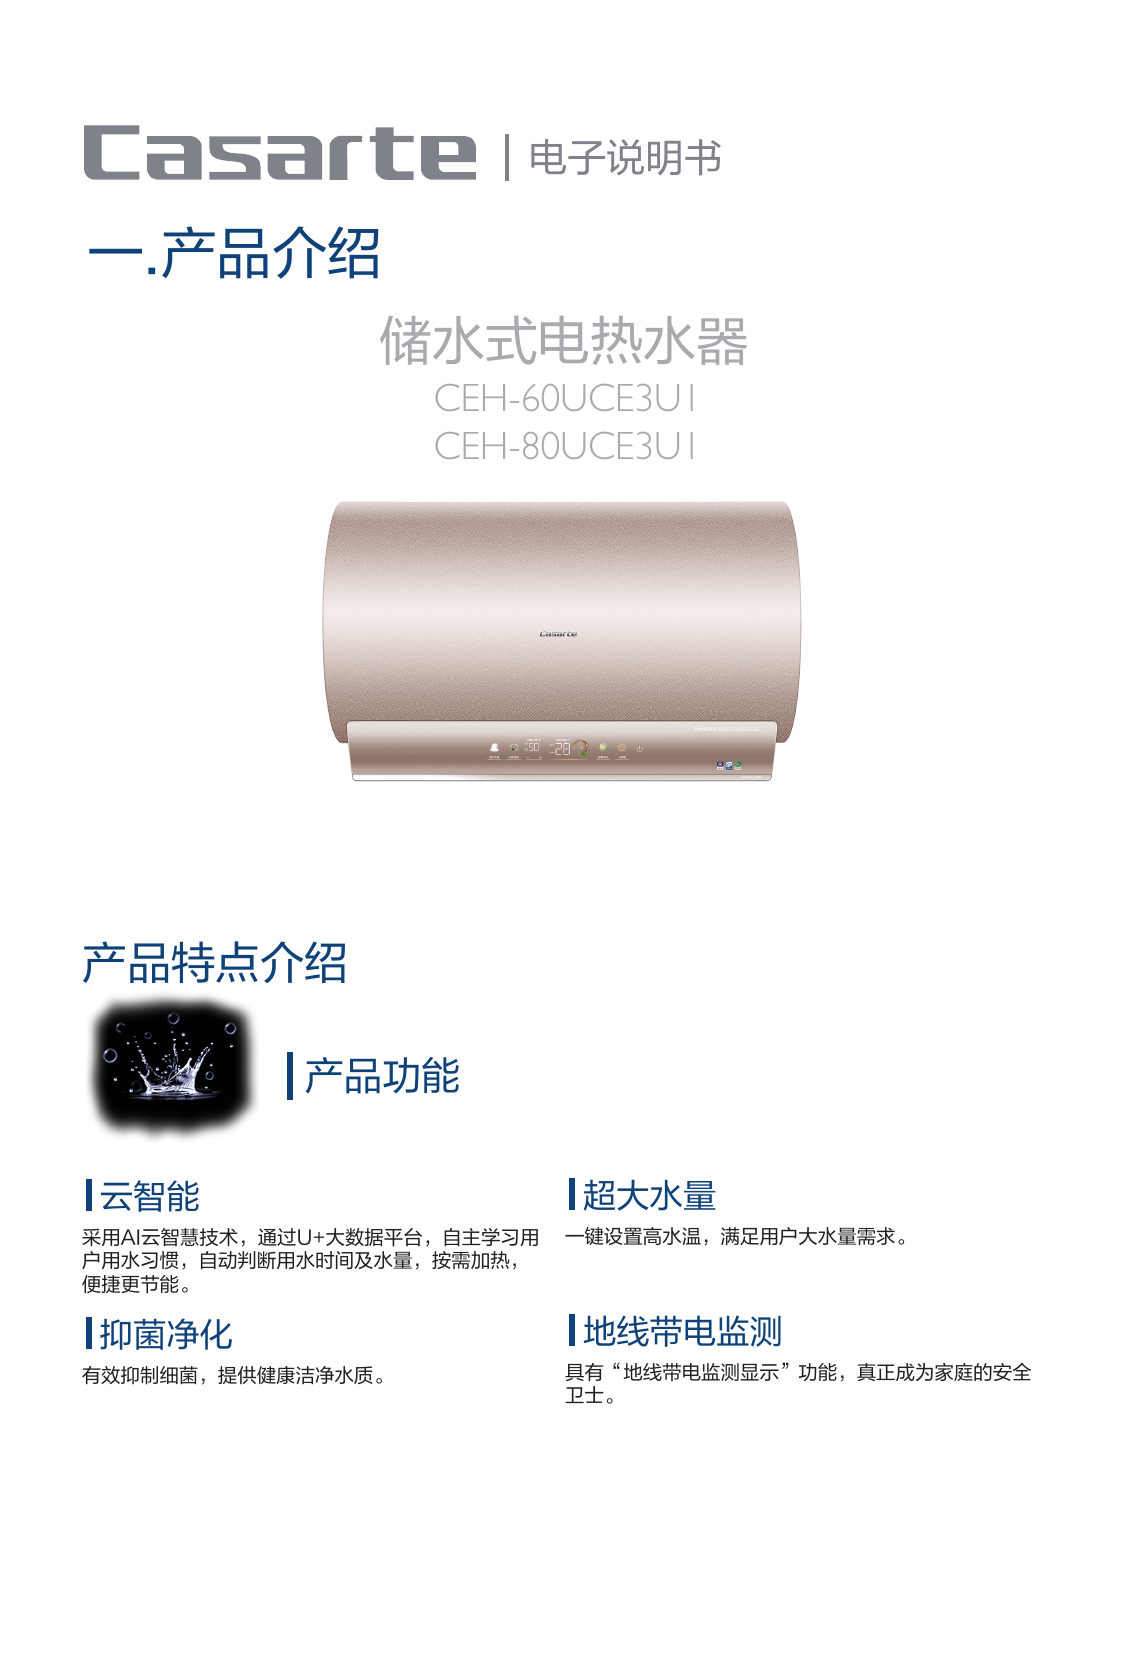 Casarte | 电子说明书
一.产品介绍
储水式电热水器
CEH-60UCE3U1
CEH-80UCE3U1
Casarte
50
28
产品特点介绍
产品功能
云智能
采用AI云智慧技术，通过U+大数据平台，自主学习用
户用水习惯，自动判断用水时间及水量，按需加热，
便捷更节能。
超大水量
一键设置高水温，满足用户大水量需求。
抑菌净化
有效抑制细菌，提供健康洁净水质。
地线带电监测
具有“地线带电监测显示”功能，真正成为家庭的安全
卫士。